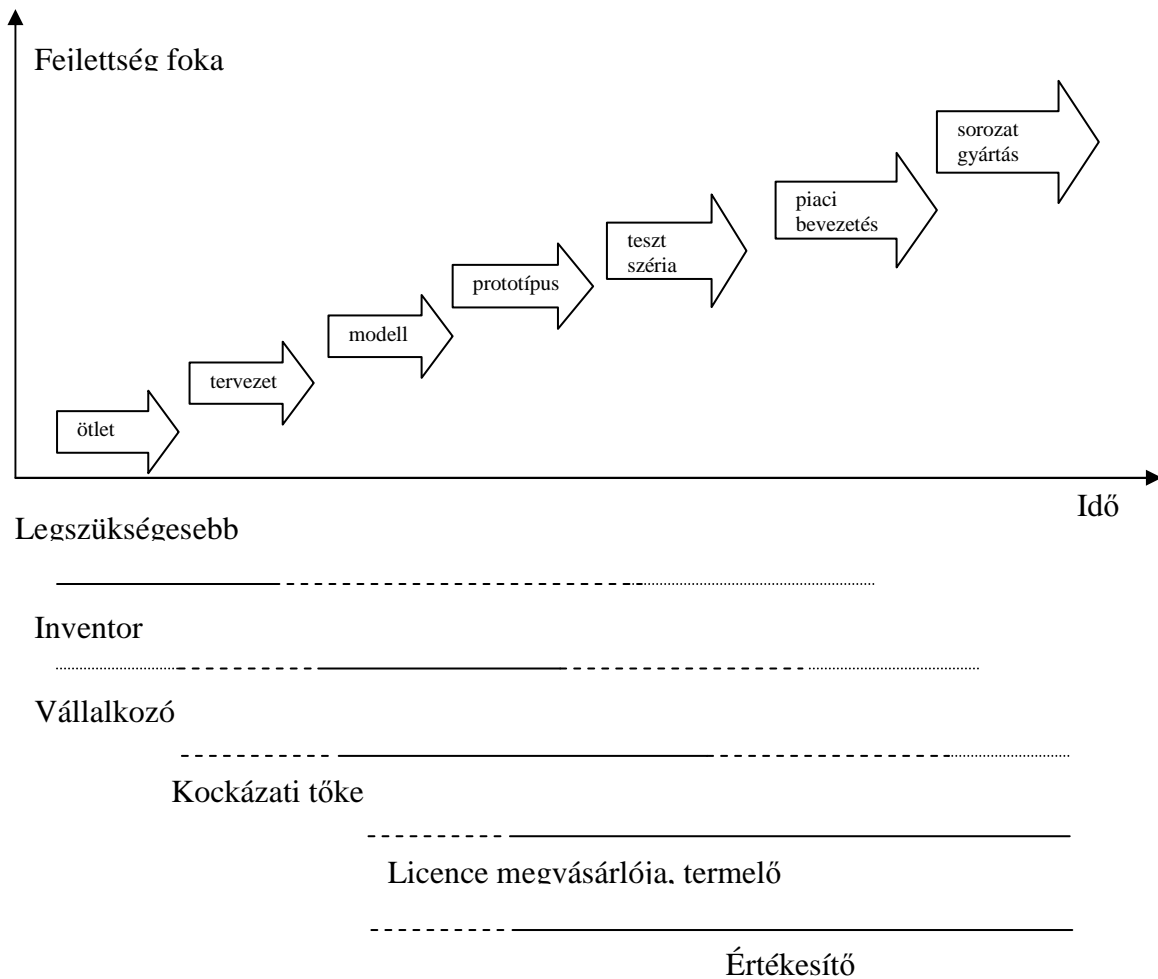 Fejlettség foka
sorozat
gyártás
piaci
bevezetés
teszt
széria
prototípus
modell
tervezet
ötlet
Idő
Legszükségesebb
Inventor
Vállalkozó
Kockázati tőke
Licence megvásárlója, termelő
Értékesítő